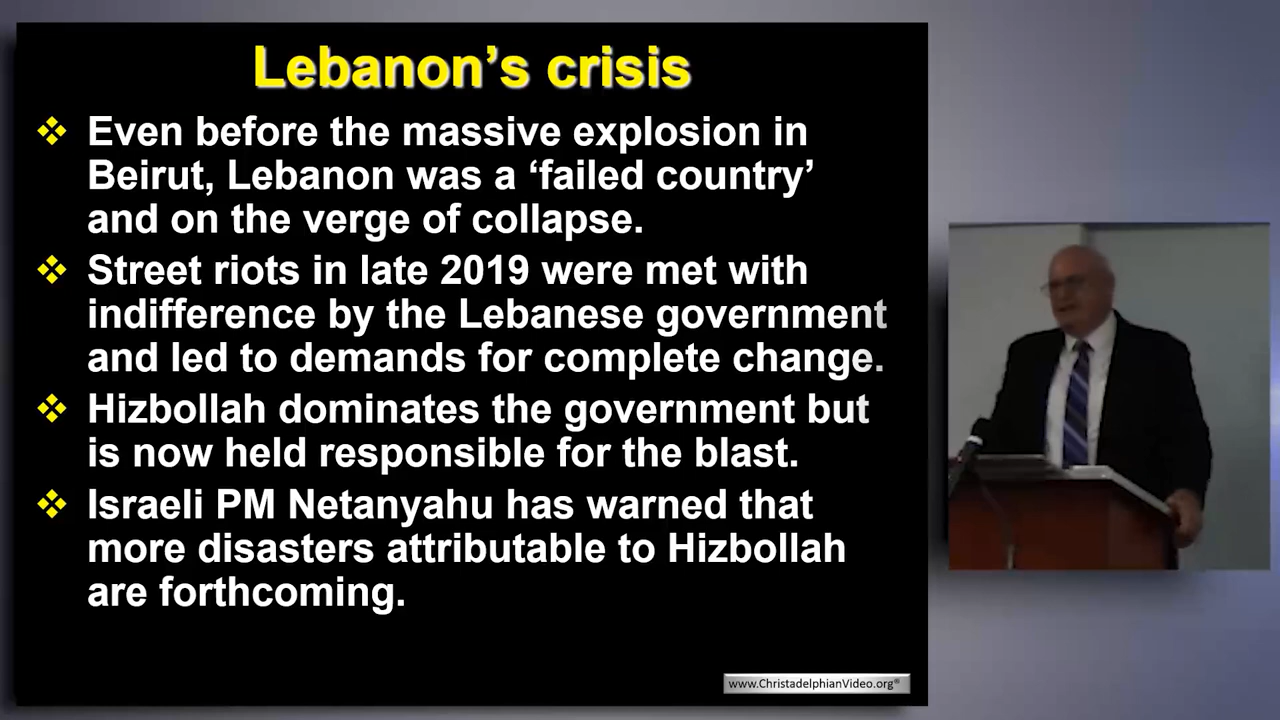 Lebanon’s crisis
❖ Even before the massive explosion in
Beirut, Lebanon was a ‘failed country’
and on the verge of collapse.
❖ Street riots in late 2019 were met with
indifference by the Lebanese government
and led to demands for complete change.
❖ Hizbollah dominates the government but
is now held responsible for the blast.
❖ Israeli PM Netanyahu has warned that
more disasters attributable to Hizbollah
are forthcoming.
www.ChristadelphianVideo.org®